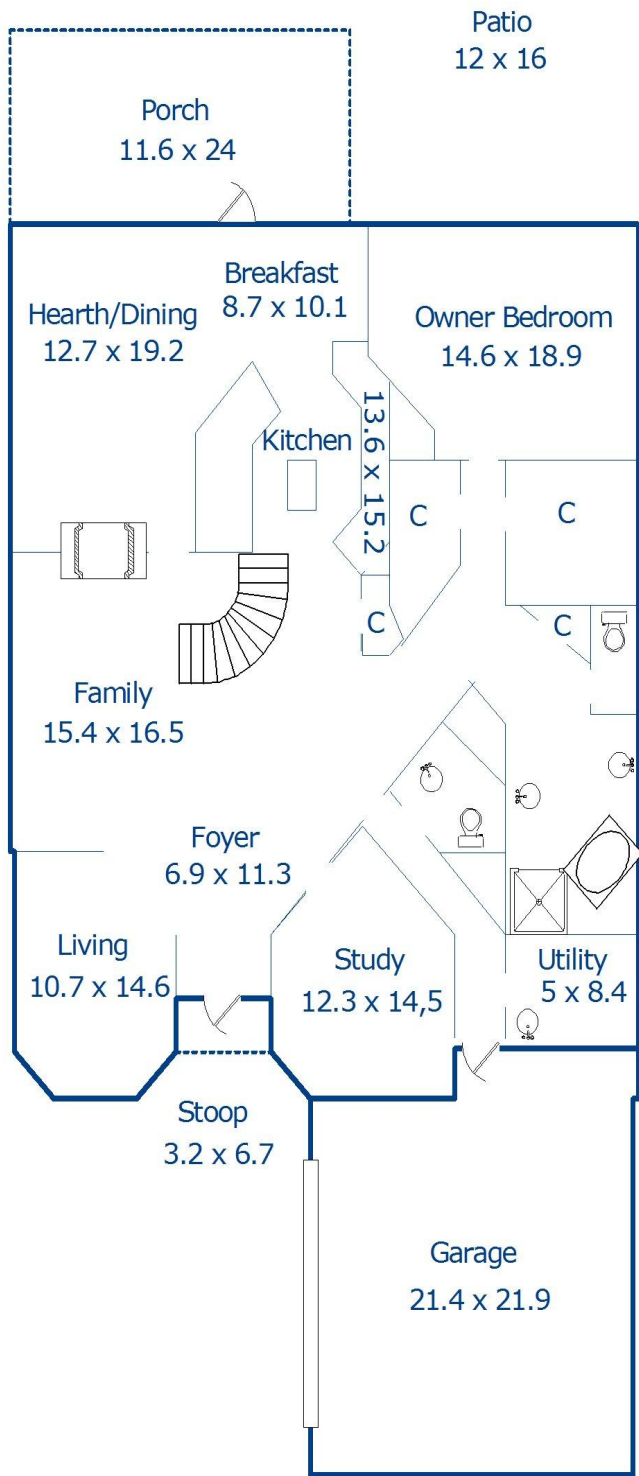 Patio
12 x 16
Porch
11.6 x 24
Breakfast
8.7 x 10.1
Hearth/Dining
12.7 x 19.2
Owner Bedroom
14.6 x 18.9
Kitchen
13.6 x 15.2
C
C
C
C
Family
15.4 x 16.5
Foyer
6.9 x 11.3
Living
10.7 x 14.6
Study
12.3 x 14,5
Utility
5 x 8.4
Stoop
3.2 x 6.7
Garage
21.4 x 21.9